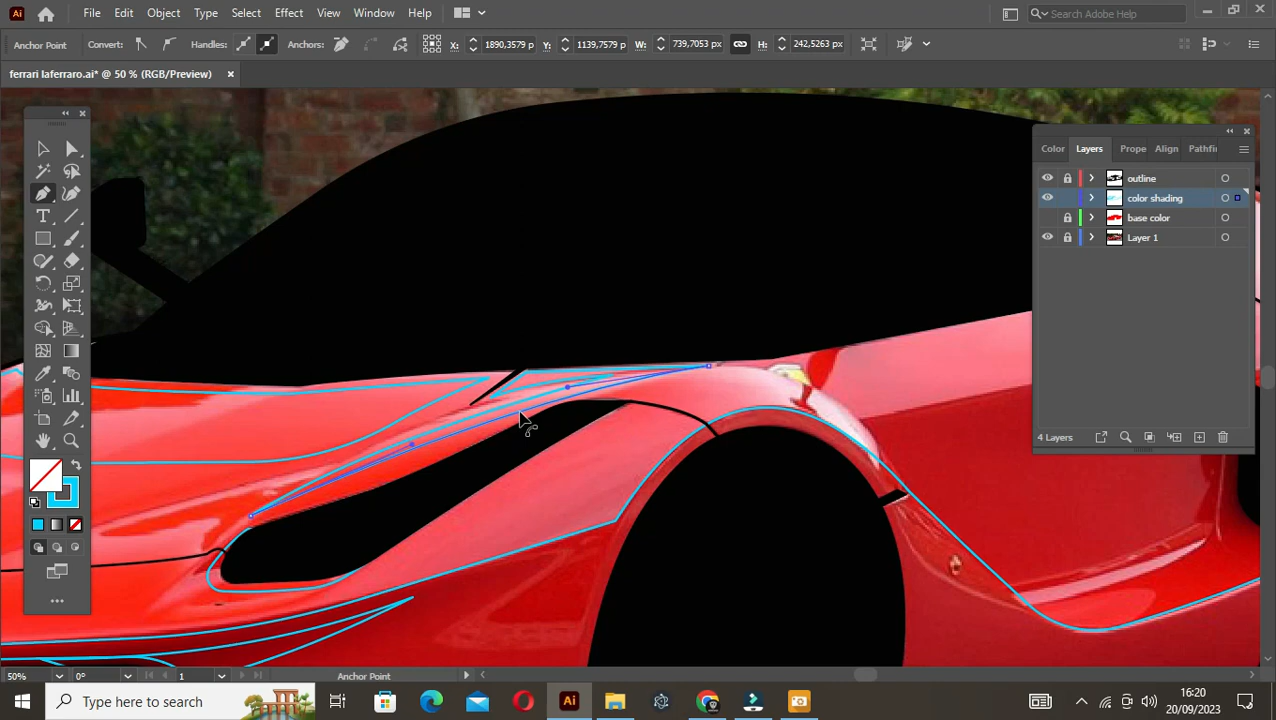 Ai File Edit Object Type Select Effect View Window Help Search Adobe Help
Anchor Point Convert: Handles: Anchors: X: 1890,3579 p Y: 1139,7579 p W: 739,7053 px H: 242,5263 px
ferrari laferraro.ai* @ 50 % (RGB/Preview)
Color Layers Prope Align Pathfi
outline
color shading
base color
Layer 1
4 Layers
50% 0° 1 Anchor Point
Type here to search Ai 16:20
20/09/2023